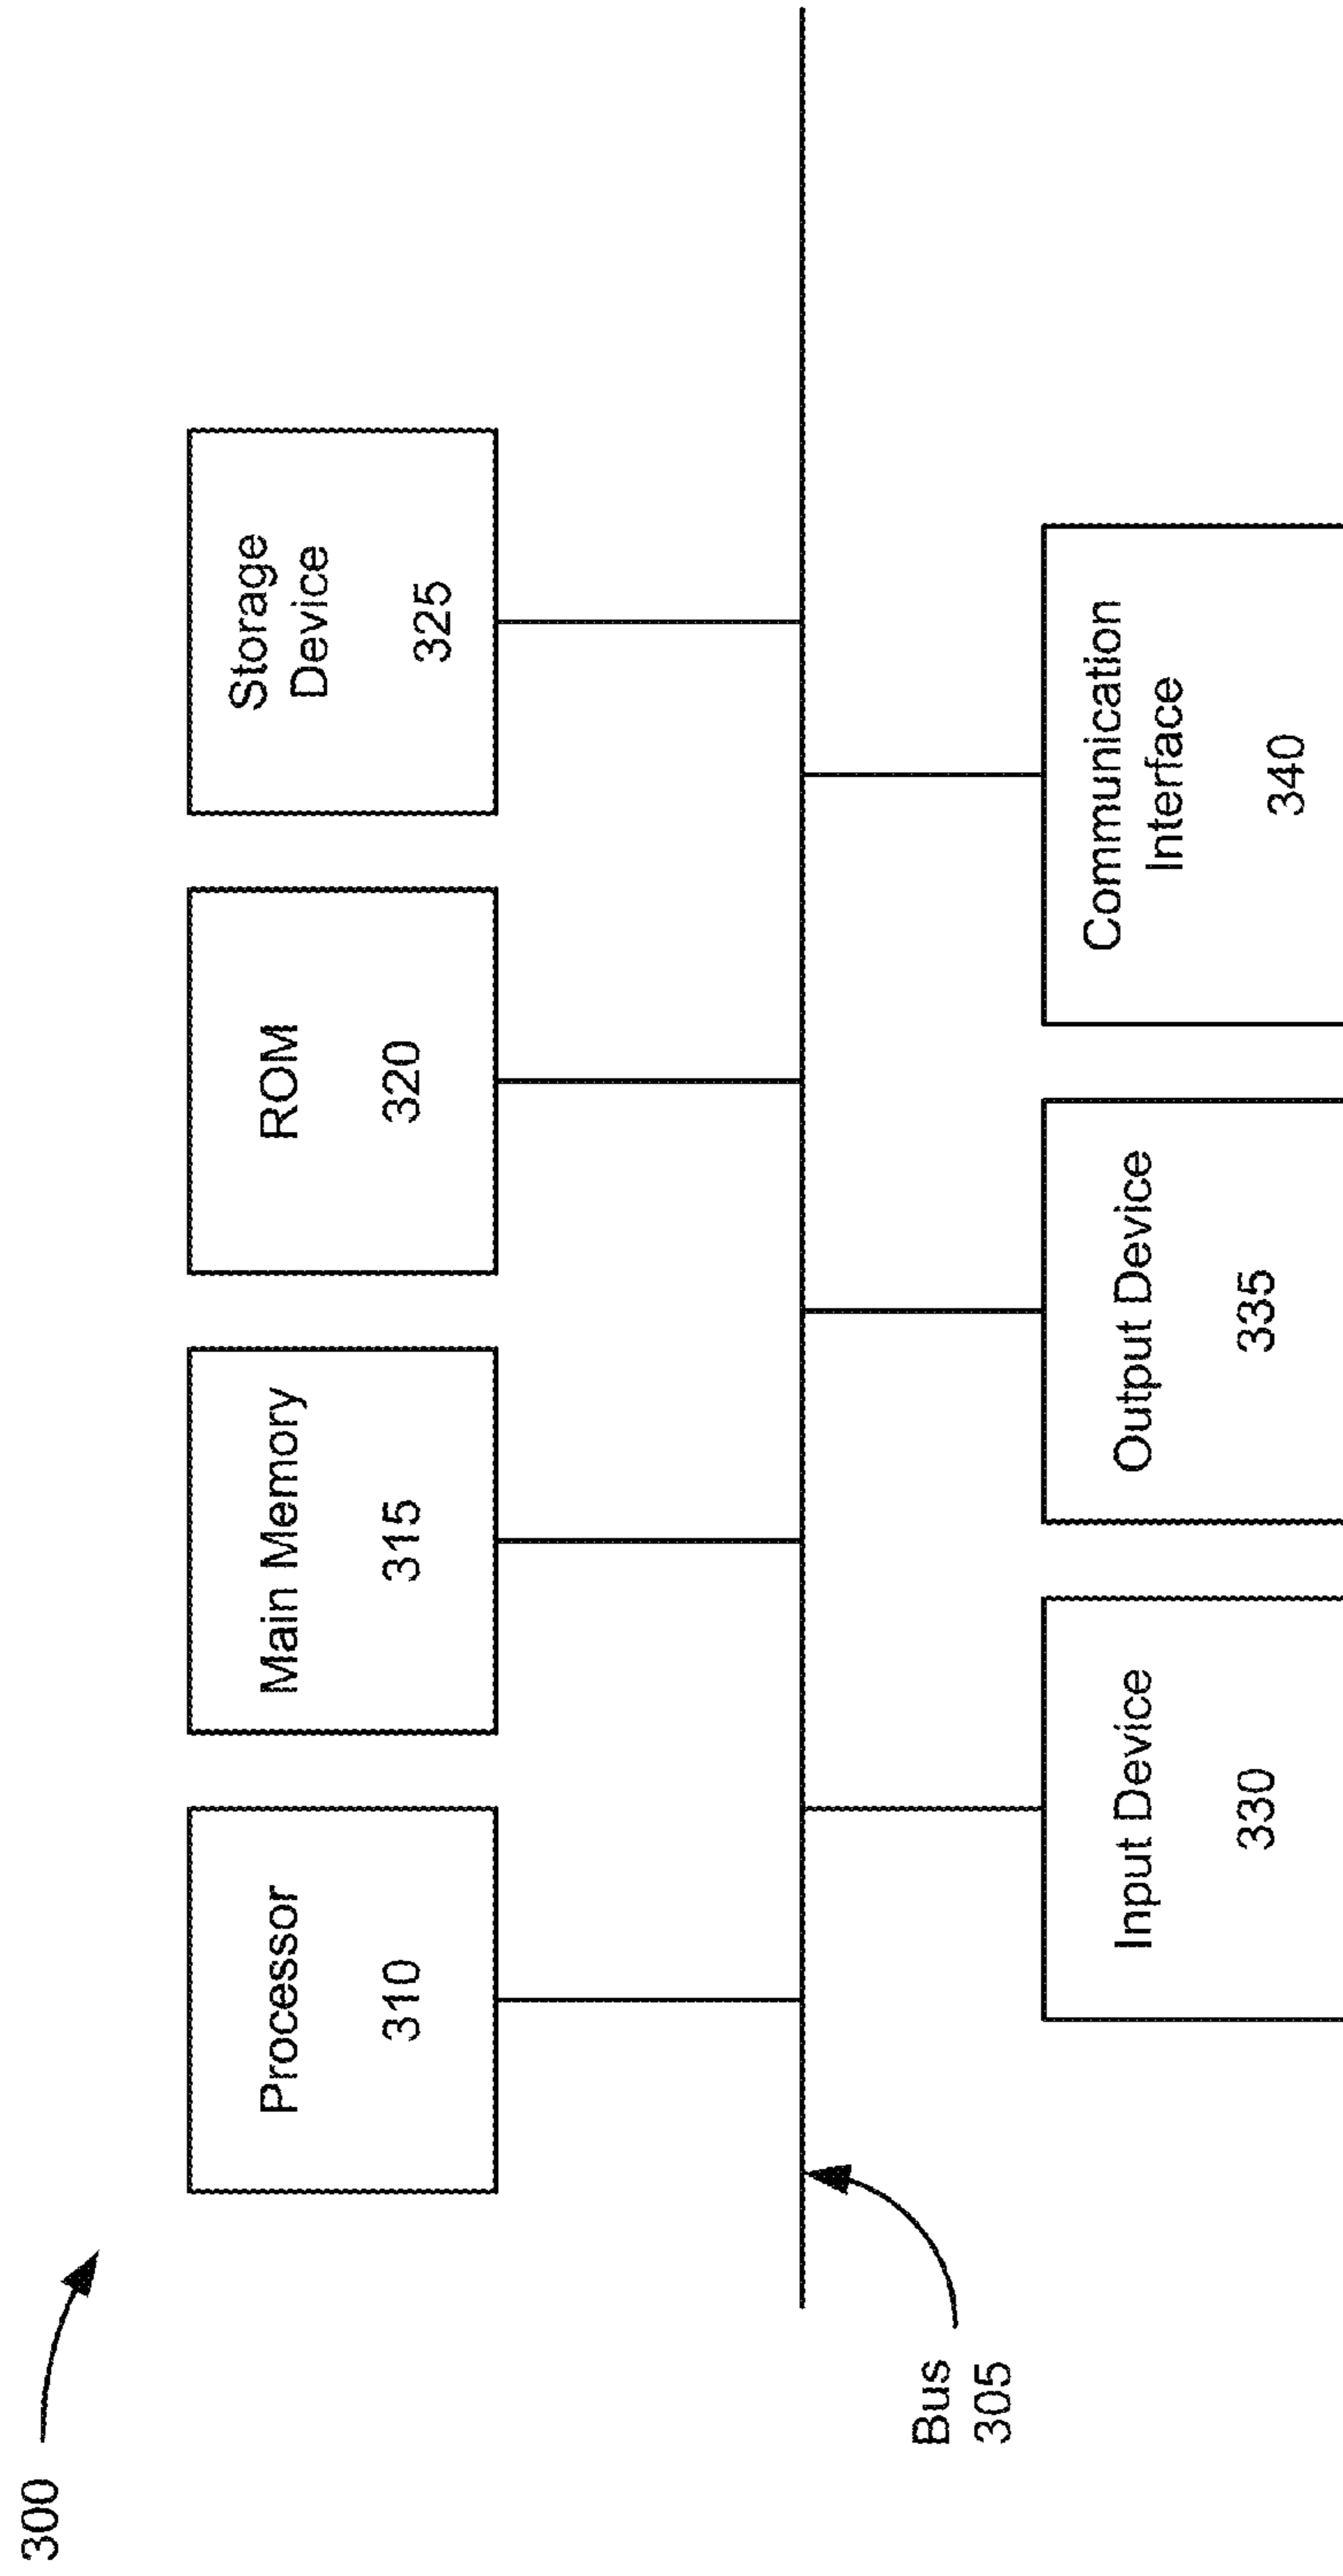 300
Processor
310
Main Memory
315
ROM
320
Storage
Device
325
Bus
305
Input Device
330
Output Device
335
Communication
Interface
340